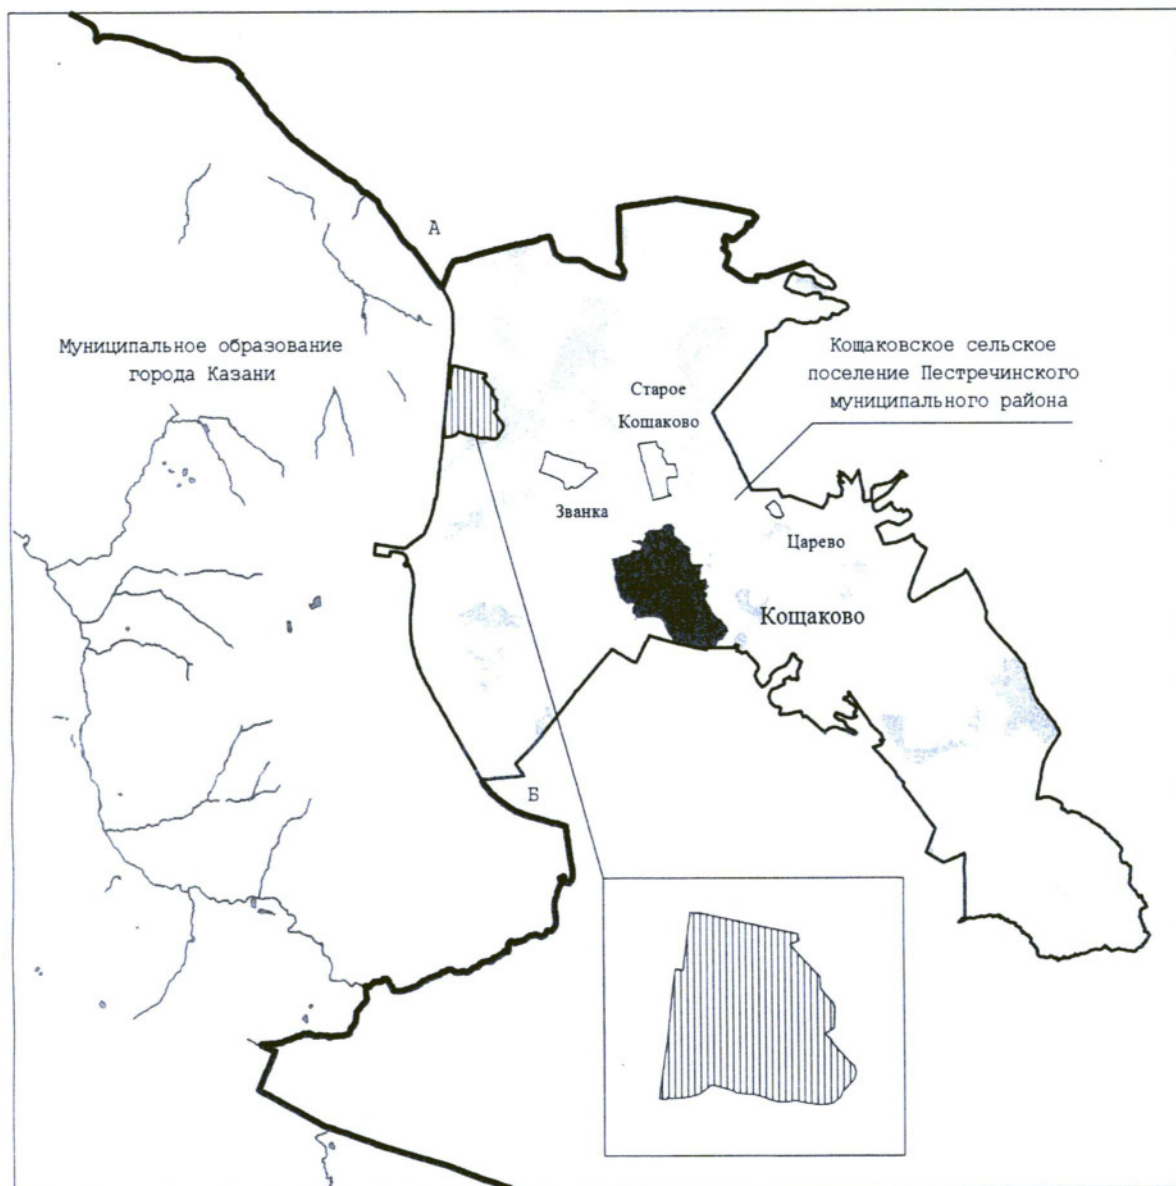 А
Муниципальное образование
города Казани
Кощаковское сельское
поселение Пестречинского
муниципального района
Старое
Кощаково
Званка
Царево
Кощаково
Б